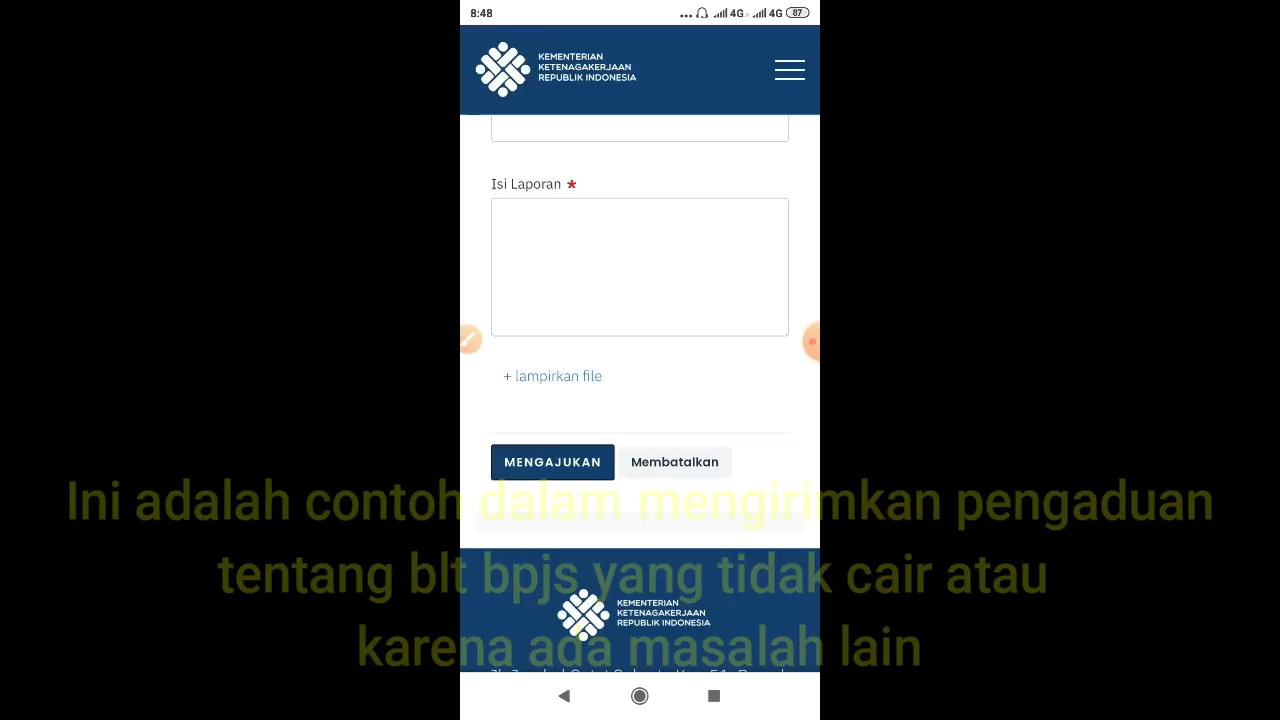 8:48
4G
4G
87
KEMENTERIAN
KETENAGAKERJAAN
REPUBLIK INDONESIA
Isi Laporan *
+ lampirkan file
MENGAJUKAN Membatalkan
Ini adalah contoh dalam mengirimkan pengaduan
tentang blt bpjs yang tidak cair atau
karena ada masalah lain
KEMENTERIAN
KETENAGAKERJAAN
REPUBLIK INDONESIA